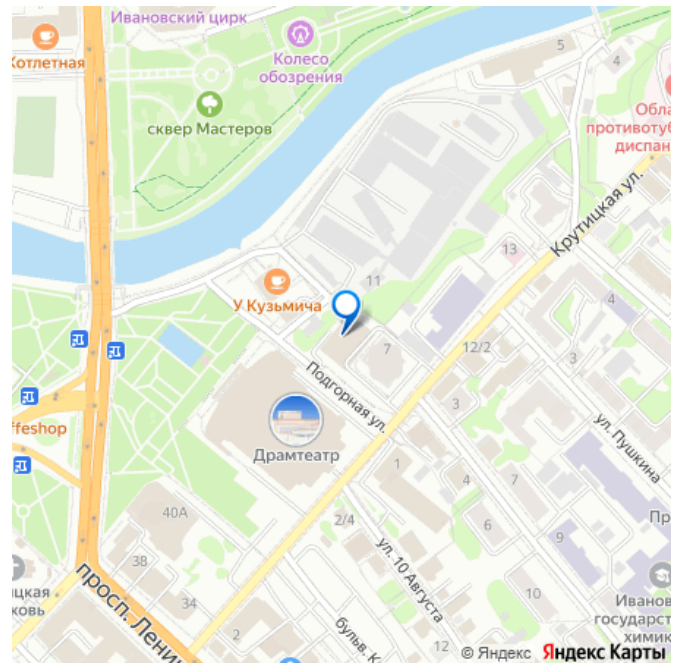 Ивановский цирк
Котлетная
Колесо
обозрения
сквер Мастеров
5
4
Обла
противотуб
диспан
Крутицкая ул.
13
11
У Кузьмича
7
12/2
3
4
3
Подгорная ул.
ул. Пушкина
ffeshop
Драмтеатр
1
4
7
Пр
40А
2/4
6
9
38
34
ул. 10 Августа
10
цкая
ковь
просп. Ленин
бульв. К
12
Иванов
государст
химик
© Яндекс Яндекс Карты